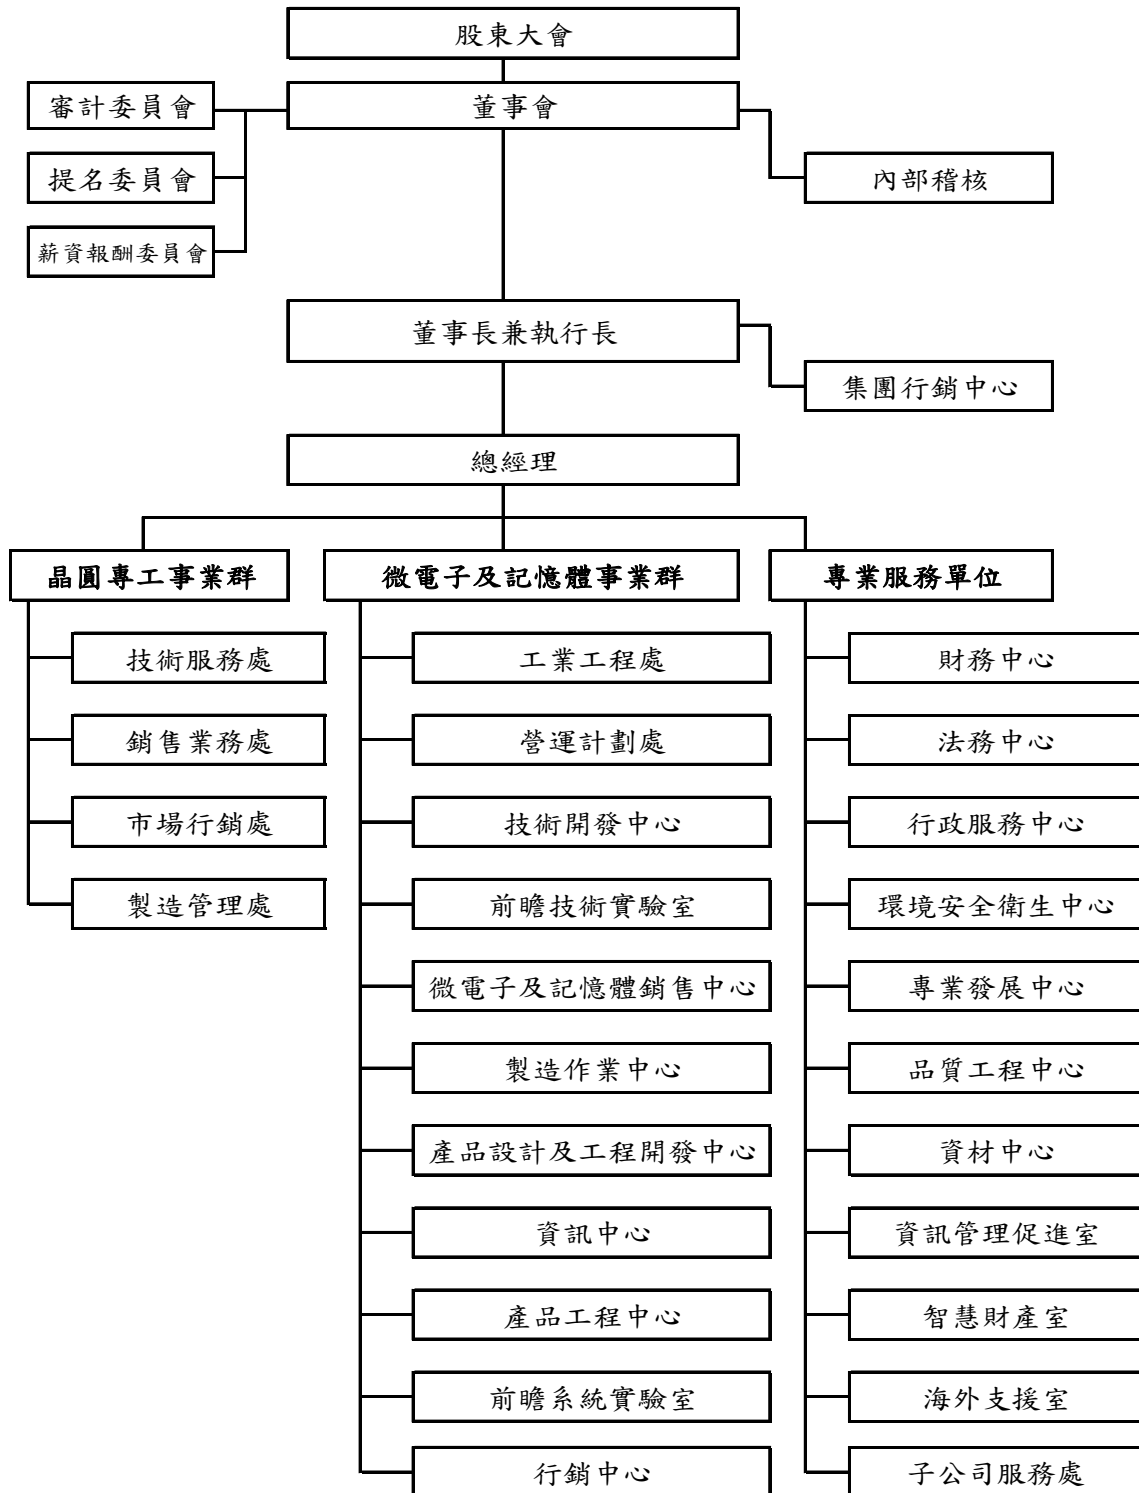 股東大會
董事會
審計委員會
提名委員會
內部稽核
薪資報酬委員會
董事長兼執行長
集團行銷中心
總經理
晶圓專工事業群
技術服務處
銷售業務處
市場行銷處
製造管理處
微電子及記憶體事業群
工業工程處
營運計劃處
技術開發中心
前瞻技術實驗室
微電子及記憶體銷售中心
製造作業中心
產品設計及工程開發中心
資訊中心
產品工程中心
前瞻系統實驗室
行銷中心
專業服務單位
財務中心
法務中心
行政服務中心
環境安全衛生中心
專業發展中心
品質工程中心
資材中心
資訊管理促進室
智慧財產室
海外支援室
子公司服務處